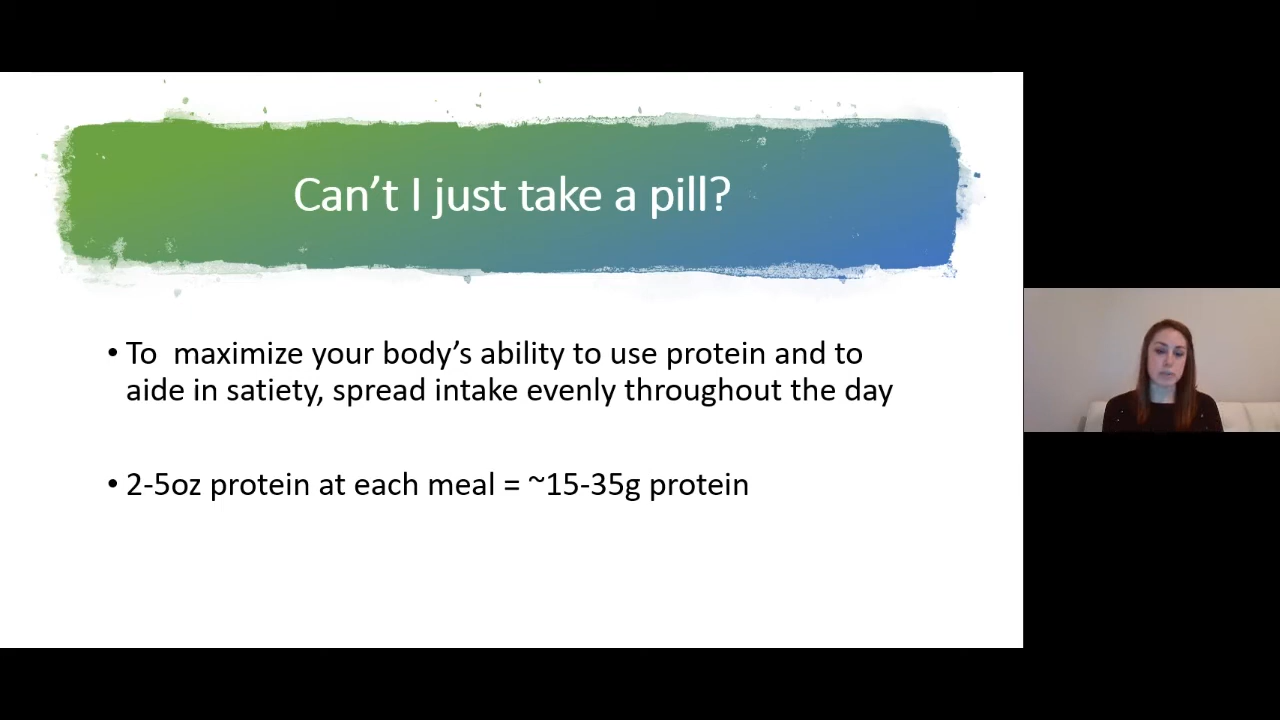 Can’t I just take a pill?
• To  maximize your body’s ability to use protein and to
aide in satiety, spread intake evenly throughout the day
• 2-5oz protein at each meal = ~15-35g protein